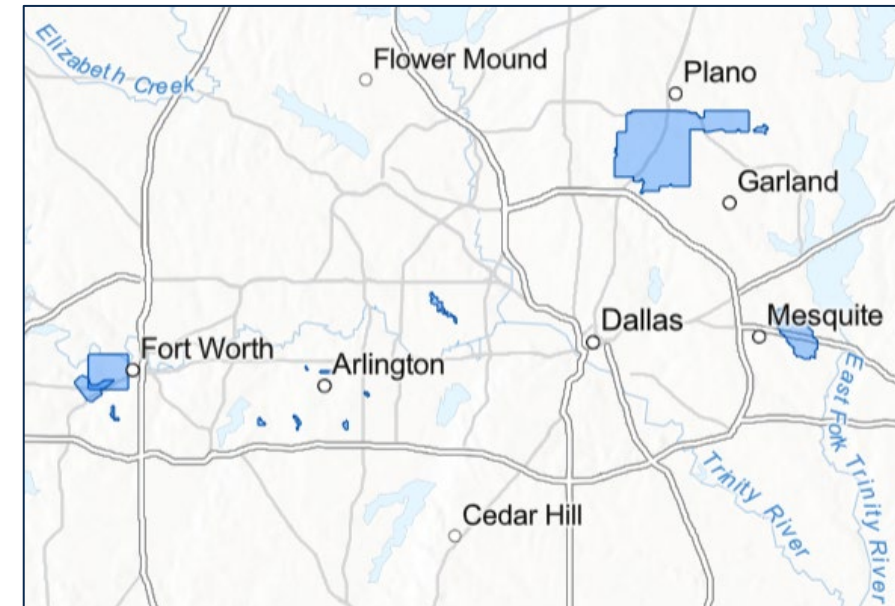 Elizabeth Creek
Flower Mound
Plano
Garland
Fort Worth
Arlington
Dallas
Mesquite
East Fork Trinity River
Trinity River
Cedar Hill